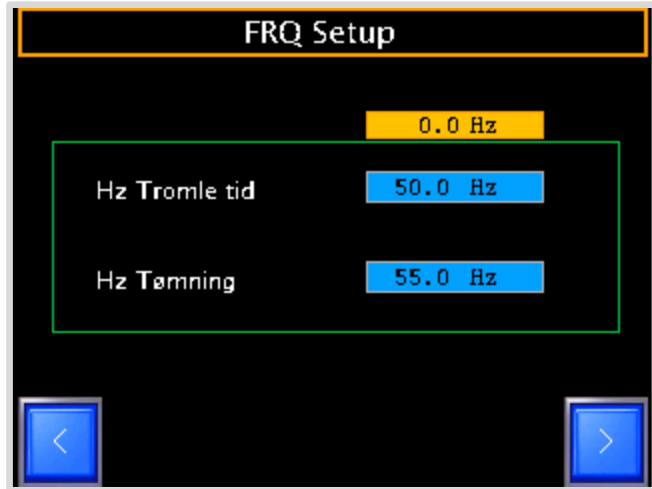 FRQ Setup
0.0 Hz
Hz Tromle tid 50.0 Hz
Hz Tømning 55.0 Hz
< >